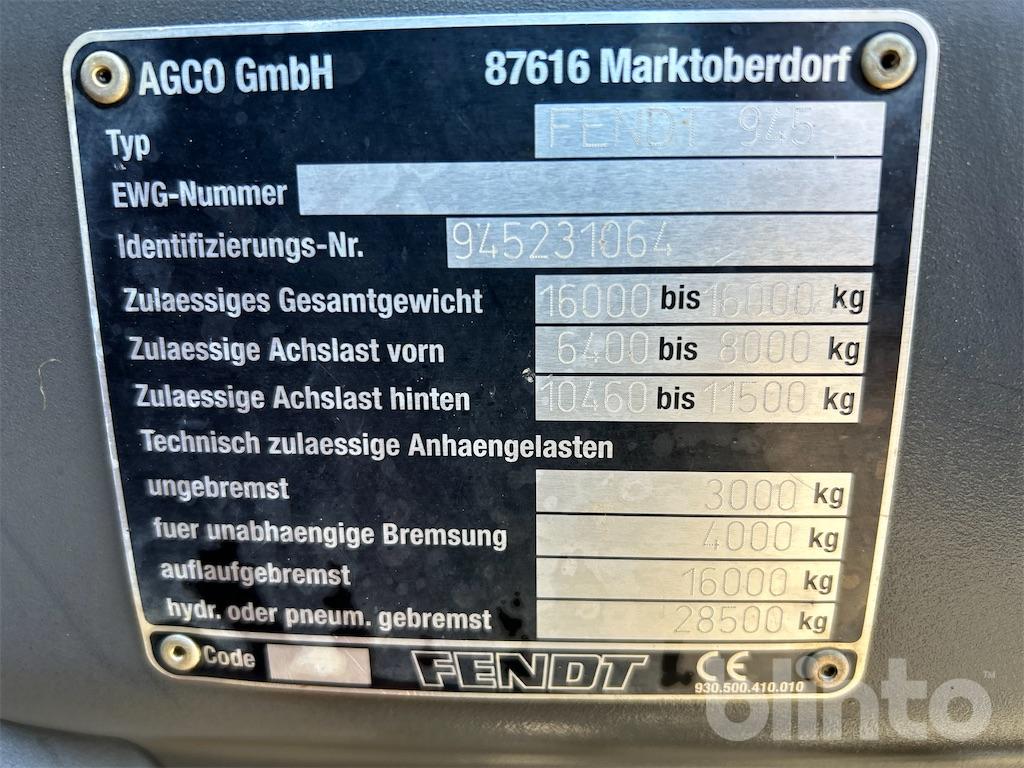 AGCO GmbH 87616 Marktoberdorf
Typ FENDT 945
EWG-Nummer
Identifizierungs-Nr. 945231064
Zulaessiges Gesamtgewicht 16000 bis 16000 kg
Zulaessige Achslast vorn 6400 bis 8000 kg
Zulaessige Achslast hinten 10460 bis 11500 kg
Technisch zulaessige Anhaengelasten
ungebremst 3000 kg
fuer unabhaengige Bremsung 4000 kg
auflaufgebremst 16000 kg
hydr. oder pneum. gebremst 28500 kg
Code FENDT CE
930.500.410.010
blinto™